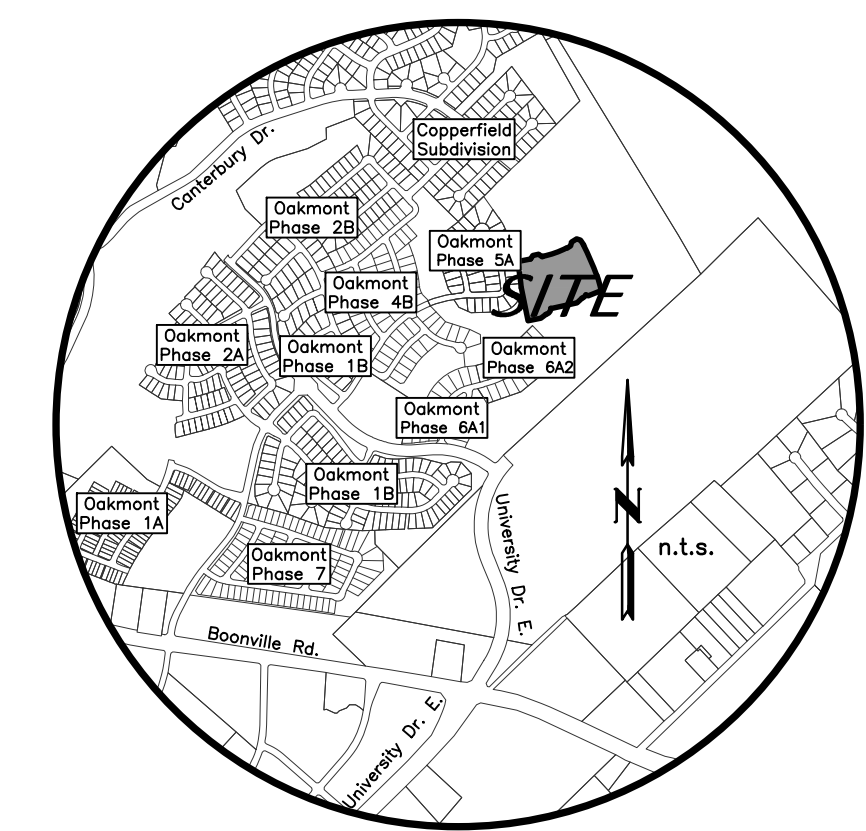 Copperfield
Subdivision
Canterbury Dr.
Oakmont
Phase 2B
Oakmont
Phase 5A
SITE
Oakmont
Phase 4B
Oakmont
Phase 2A
Oakmont
Phase 1B
Oakmont
Phase 6A2
Oakmont
Phase 6A1
Oakmont
Phase 1B
Oakmont
Phase 1A
University Dr. E.
N
n.t.s.
Oakmont
Phase 7
Boonville Rd.
University Dr. E.